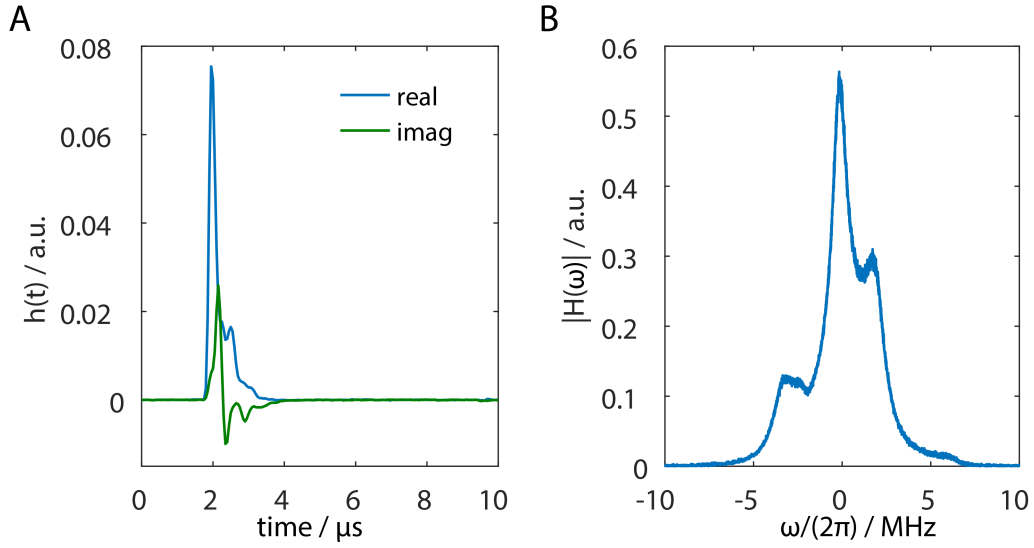 A
h(t) / a.u.
0.08
0.06
0.04
0.02
0
real
imag
0 2 4 6 8 10
time / μs
B
|H(ω)| / a.u.
0.6
0.5
0.4
0.3
0.2
0.1
0
-10 -5 0 5 10
ω/(2π) / MHz